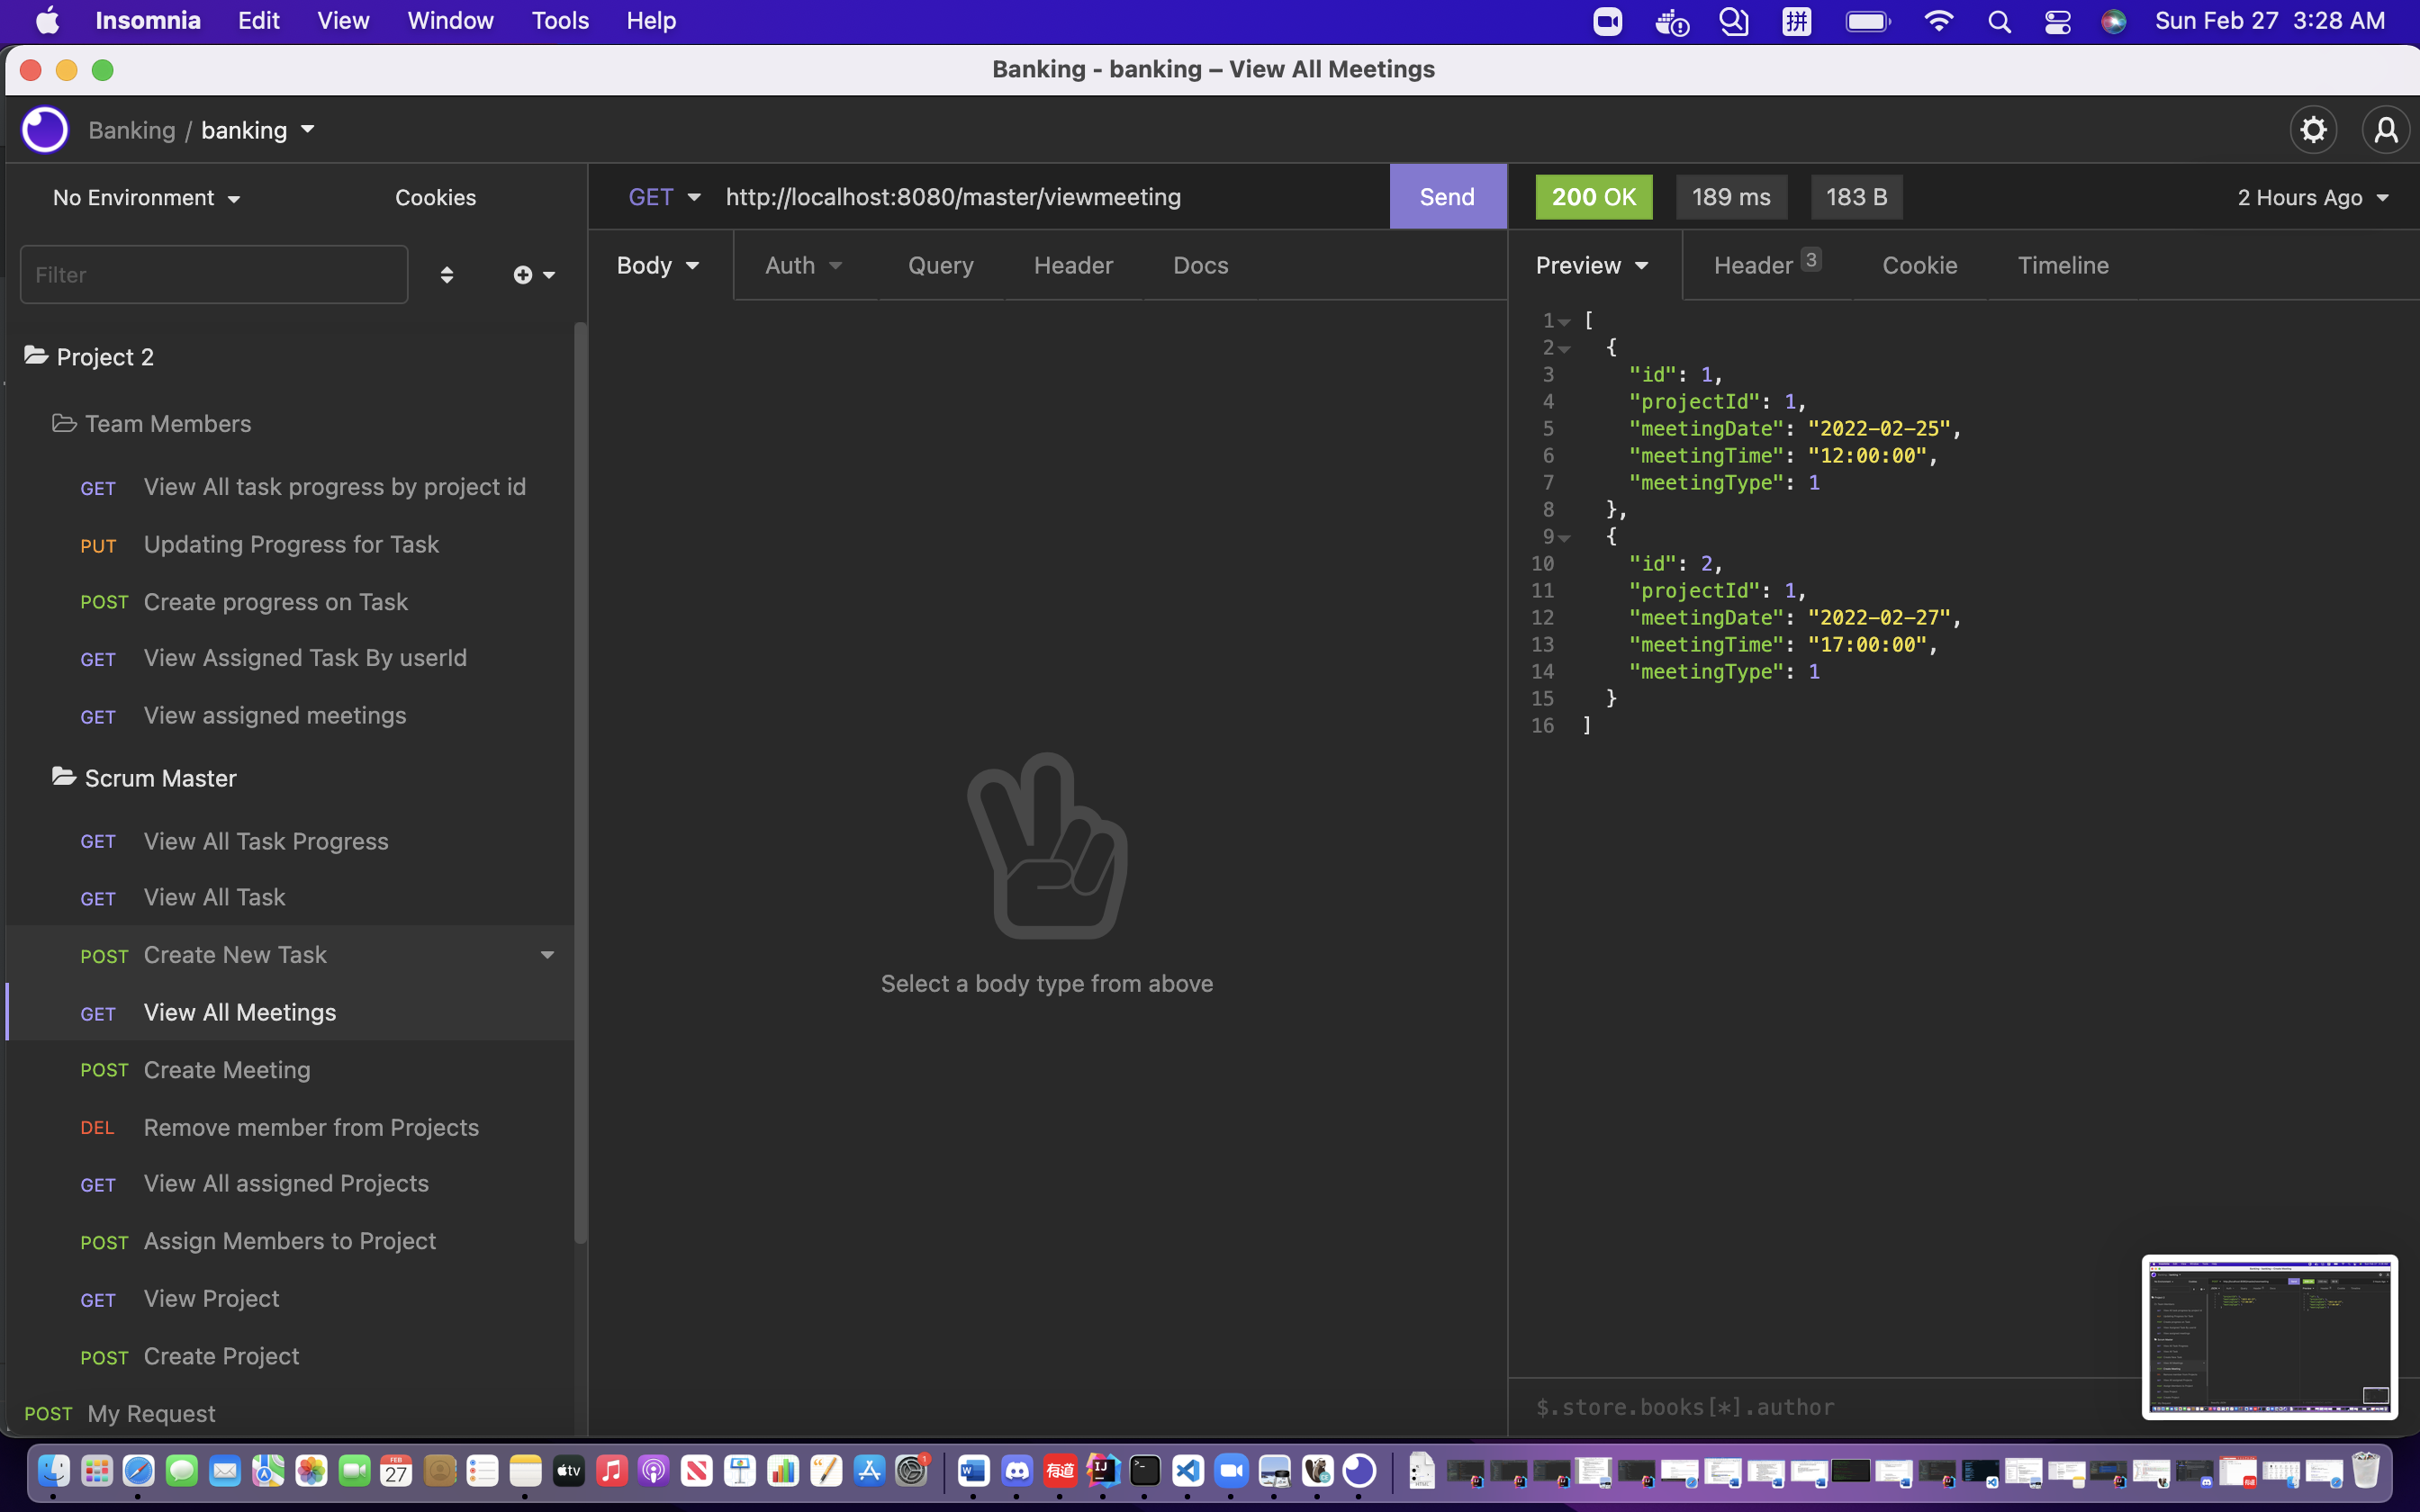 Insomnia Edit View Window Tools Help 拼 Sun Feb 27 3:28 AM
Banking - banking – View All Meetings
Banking / banking
No Environment Cookies
GET http://localhost:8080/master/viewmeeting Send
200 OK 189 ms 183 B 2 Hours Ago
Filter
Body Auth Query Header Docs
Preview Header 3 Cookie Timeline
Project 2
Team Members
GET View All task progress by project id
PUT Updating Progress for Task
POST Create progress on Task
GET View Assigned Task By userId
GET View assigned meetings
Scrum Master
GET View All Task Progress
GET View All Task
POST Create New Task
GET View All Meetings
POST Create Meeting
DEL Remove member from Projects
GET View All assigned Projects
POST Assign Members to Project
GET View Project
POST Create Project
POST My Request
Select a body type from above
1 [
2 {
3 "id": 1,
4 "projectId": 1,
5 "meetingDate": "2022-02-25",
6 "meetingTime": "12:00:00",
7 "meetingType": 1
8 },
9 {
10 "id": 2,
11 "projectId": 1,
12 "meetingDate": "2022-02-27",
13 "meetingTime": "17:00:00",
14 "meetingType": 1
15 }
16 ]
$.store.books[*].author
FEB
27
tv
1
W
有道
IJ